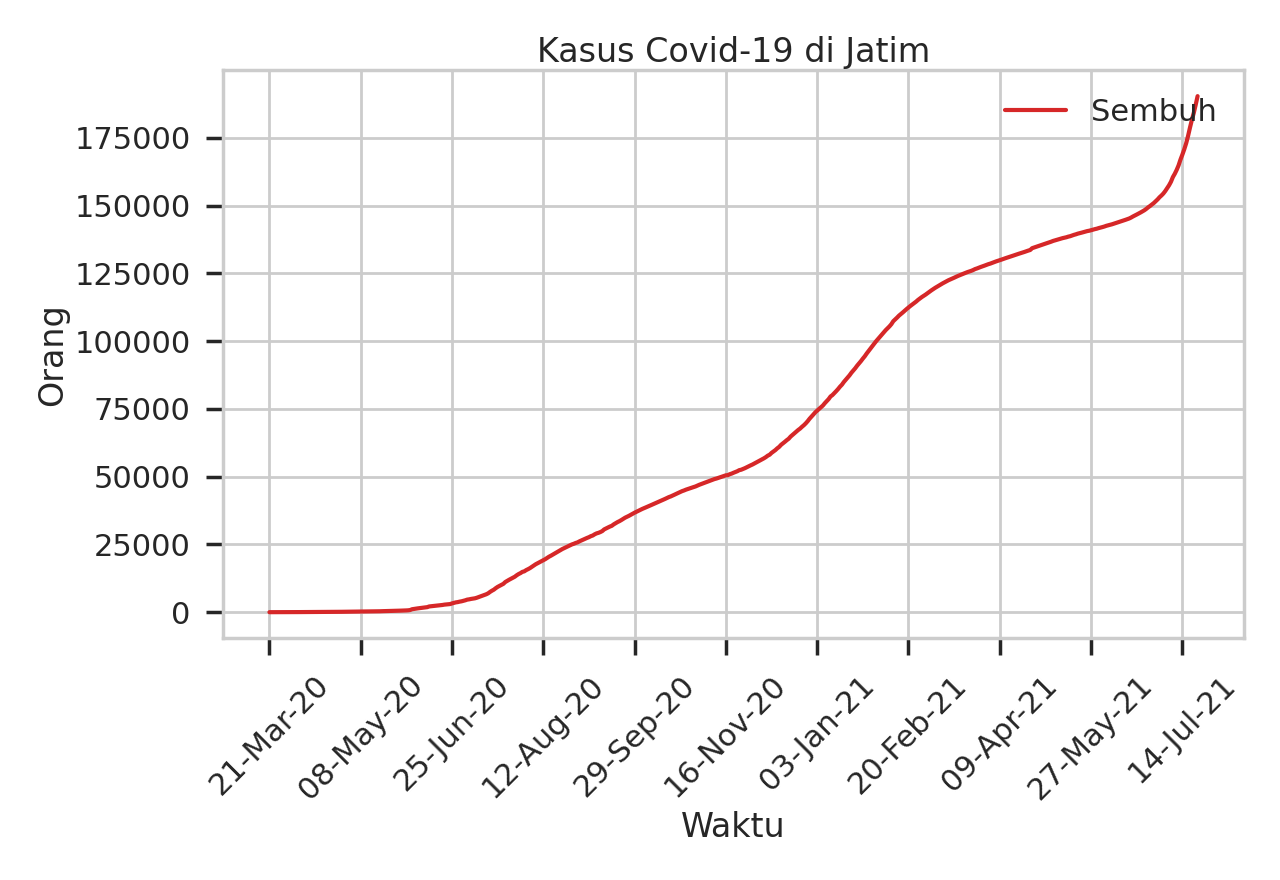 Kasus Covid-19 di Jatim
Sembuh
Orang
175000
150000
125000
100000
75000
50000
25000
0
21-Mar-20
08-May-20
25-Jun-20
12-Aug-20
29-Sep-20
16-Nov-20
03-Jan-21
20-Feb-21
09-Apr-21
27-May-21
14-Jul-21
Waktu